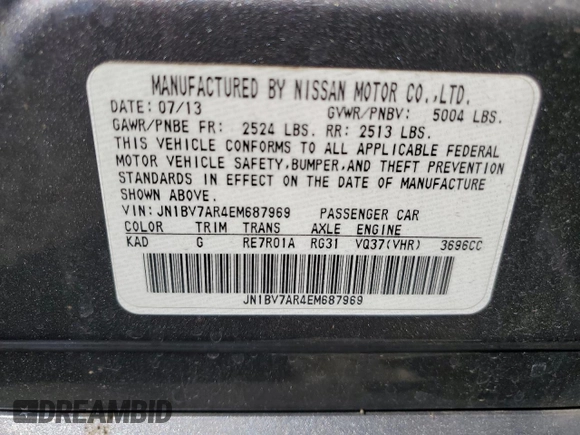 MANUFACTURED BY NISSAN MOTOR CO.,LTD.
DATE: 07/13 GVWR/PNBV: 5004 LBS.
GAWR/PNBE FR: 2524 LBS. RR: 2513 LBS.
THIS VEHICLE CONFORMS TO ALL APPLICABLE FEDERAL
MOTOR VEHICLE SAFETY,BUMPER,AND THEFT PREVENTION
STANDARDS IN EFFECT ON THE DATE OF MANUFACTURE
SHOWN ABOVE.
VIN:JN1BV7AR4EM687969 PASSENGER CAR
COLOR TRIM TRANS AXLE ENGINE
KAD G RE7R01A RG31 VQ37(VHR) 3696CC
JN1BV7AR4EM687969
DREAMBID